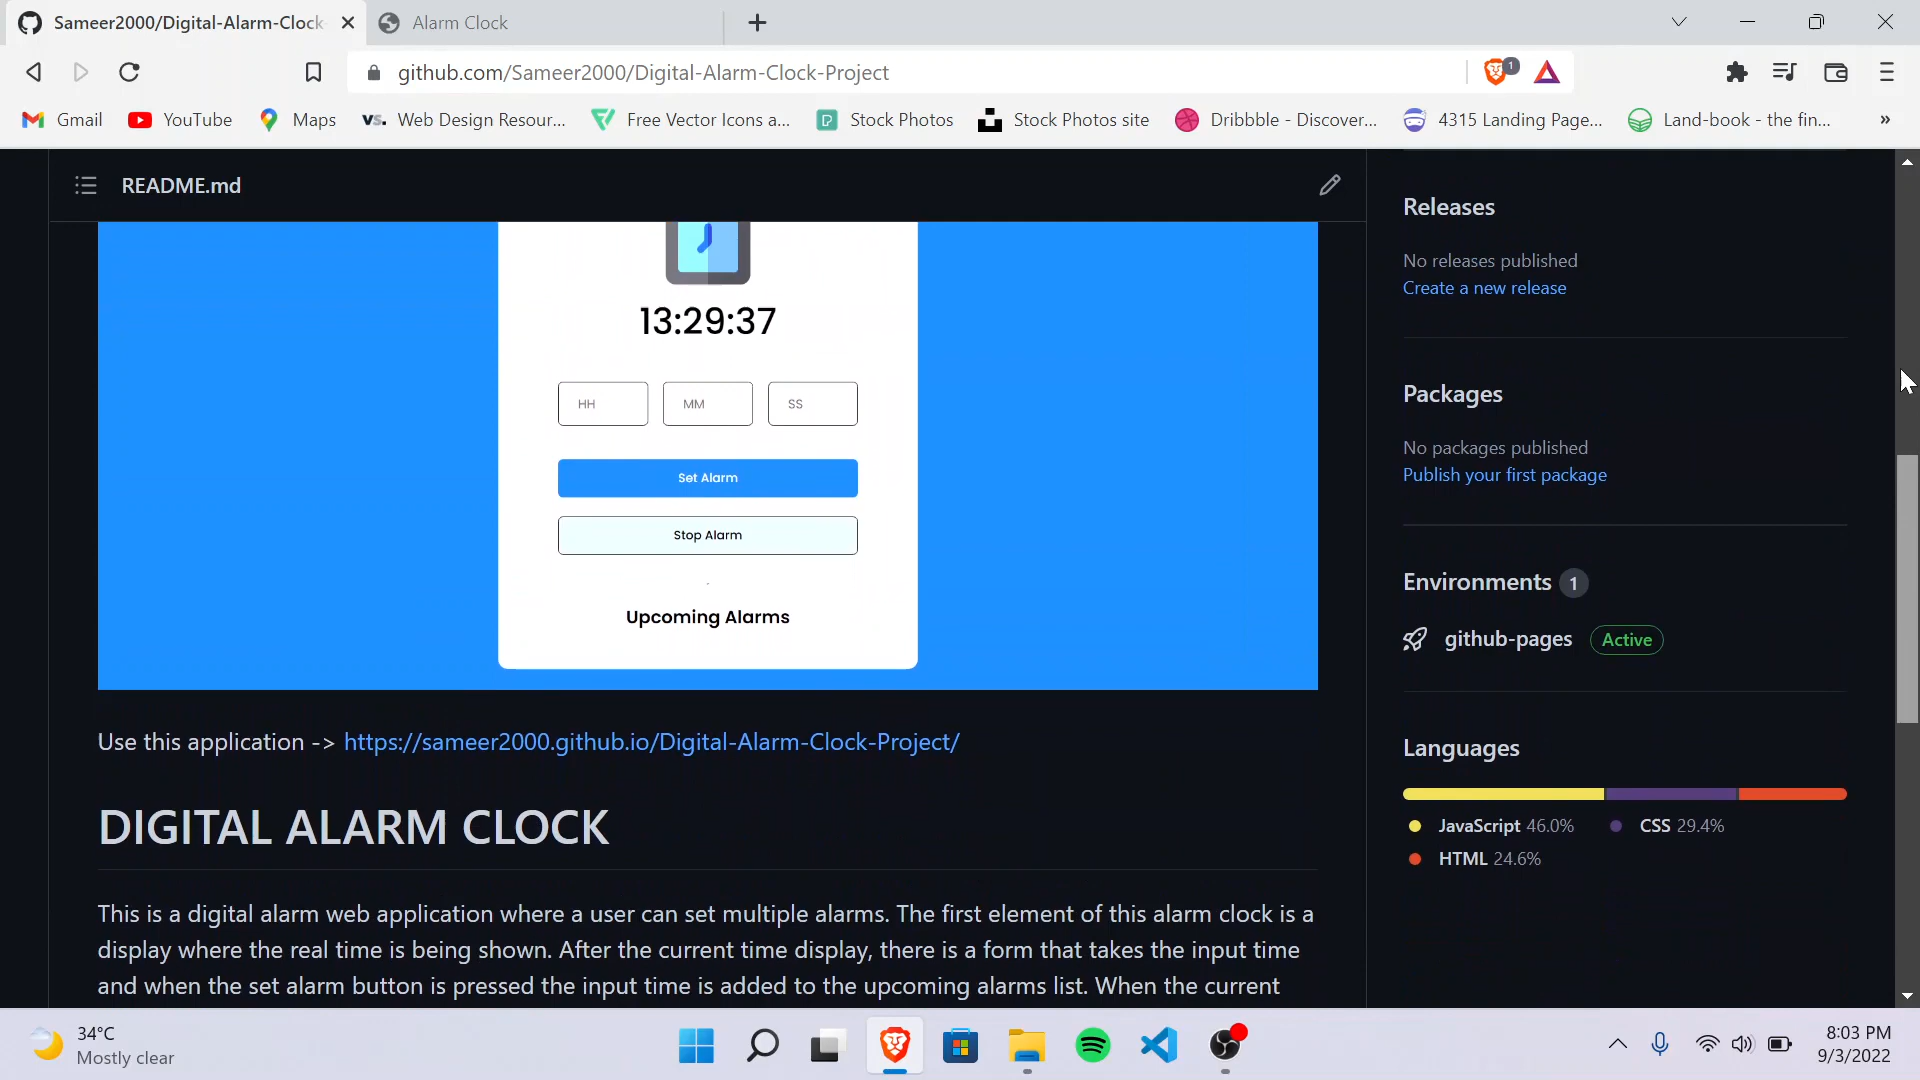 Sameer2000/Digital-Alarm-Clock-
Alarm Clock
github.com/Sameer2000/Digital-Alarm-Clock-Project
1
Gmail
YouTube
Maps
vs.
Web Design Resour...
Free Vector Icons a...
Stock Photos
Stock Photos site
Dribbble - Discover...
4315 Landing Page...
Land-book - the fin...
»
README.md
13:29:37
HH
MM
SS
Set Alarm
Stop Alarm
Upcoming Alarms
Use this application -> https://sameer2000.github.io/Digital-Alarm-Clock-Project/
DIGITAL ALARM CLOCK
This is a digital alarm web application where a user can set multiple alarms. The first element of this alarm clock is a
display where the real time is being shown. After the current time display, there is a form that takes the input time
and when the set alarm button is pressed the input time is added to the upcoming alarms list. When the current
Releases
No releases published
Create a new release
Packages
No packages published
Publish your first package
Environments 1
github-pages Active
Languages
JavaScript 46.0%
CSS 29.4%
HTML 24.6%
34°C
Mostly clear
8:03 PM
9/3/2022